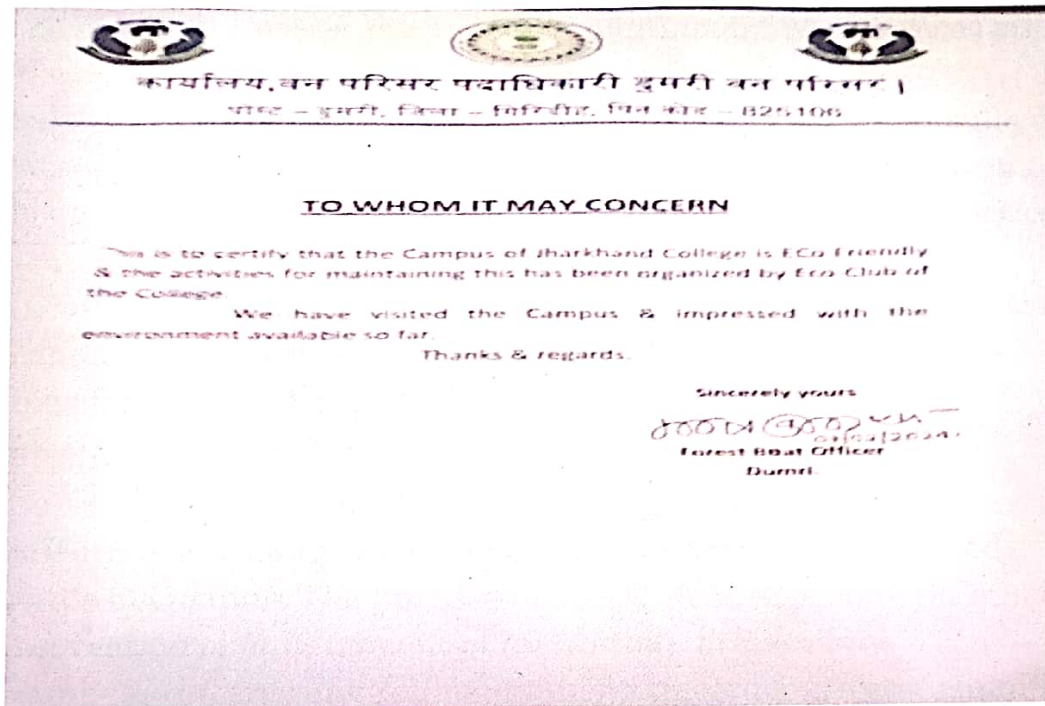 कार्यालय,वन परिसर पदाधिकारी डुमरी वन परिसर।
पोस्ट – डुमरी, जिला – गिरिडीह, पिन कोड – 825106
TO WHOM IT MAY CONCERN
is to certify that the Campus of Jharkhand College is ECo Friendly
& the activities for maintaining this has been organized by Eco Club of
the College.
We have visited the Campus & impressed with the
environment available so far.
Thanks & regards.
Sincerely yours
Forest Beat Officer
Dumri.